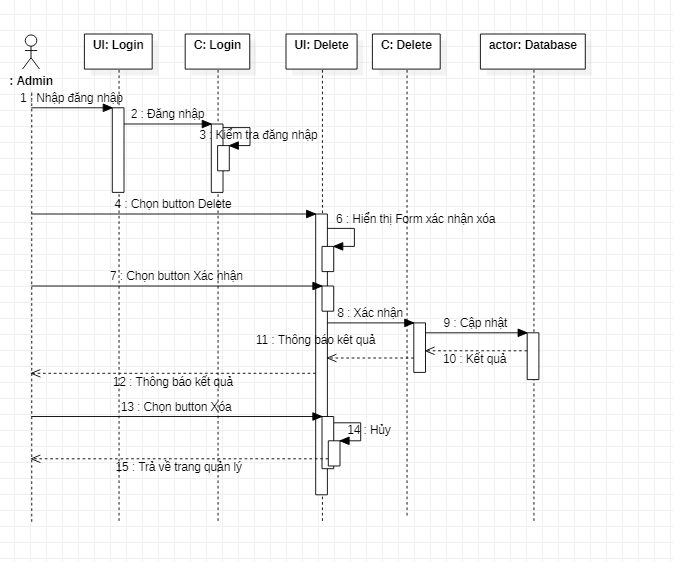 UI: Login
C: Login
UI: Delete
C: Delete
actor: Database
: Admin
1 : Nhập đăng nhập
2 : Đăng nhập
3 : Kiểm tra đăng nhập
4 : Chọn button Delete
6 : Hiển thị Form xác nhận xóa
7 : Chọn button Xác nhận
8 : Xác nhận
9 : Cập nhật
11 : Thông báo kêt quả
10 : Kết quả
12 : Thông báo kết quả
13 : Chọn button Xóa
14 : Hủy
15 : Trả về trang quản lý